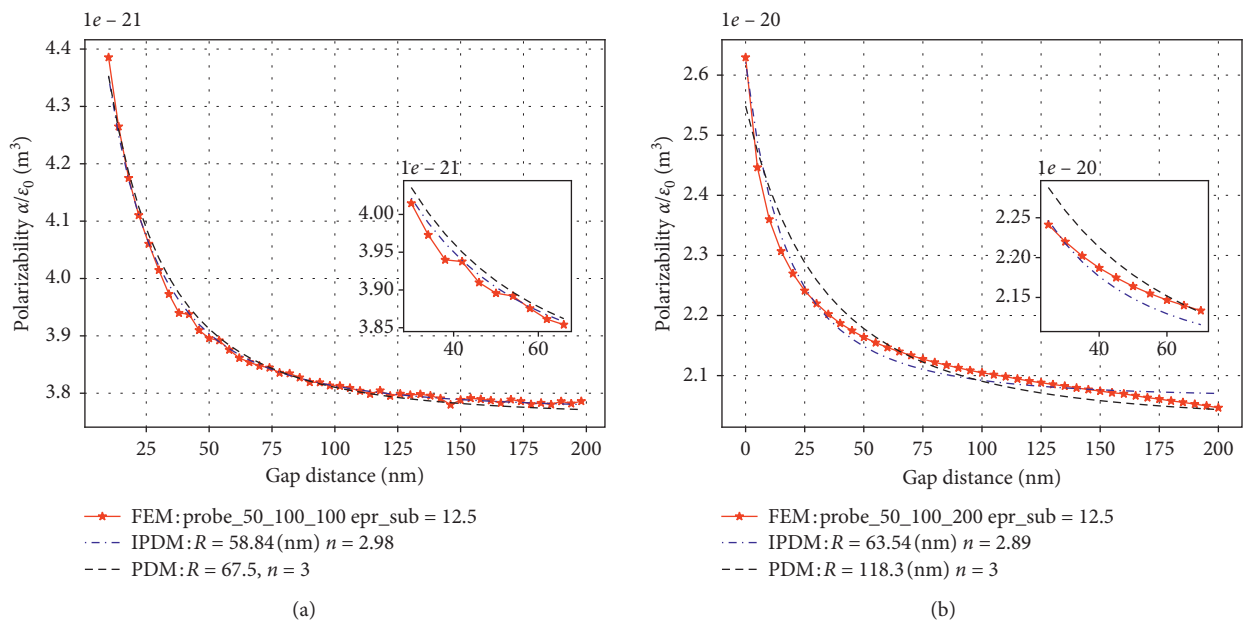 1e – 21
4.4
4.3
4.2
4.1
4.0
3.9
3.8
Polarizability α/ε0 (m³)
25 50 75 100 125 150 175 200
Gap distance (nm)
1e – 21
4.00
3.95
3.90
3.85
40 60
FEM:probe_50_100_100 epr_sub = 12.5
IPDM:R = 58.84(nm) n = 2.98
PDM:R = 67.5, n = 3
(a)
1e – 20
2.6
2.5
2.4
2.3
2.2
2.1
Polarizability α/ε0 (m³)
0 25 50 75 100 125 150 175 200
Gap distance (nm)
1e – 20
2.25
2.20
2.15
40 60
FEM:probe_50_100_200 epr_sub = 12.5
IPDM:R = 63.54(nm) n = 2.89
PDM:R = 118.3(nm) n = 3
(b)